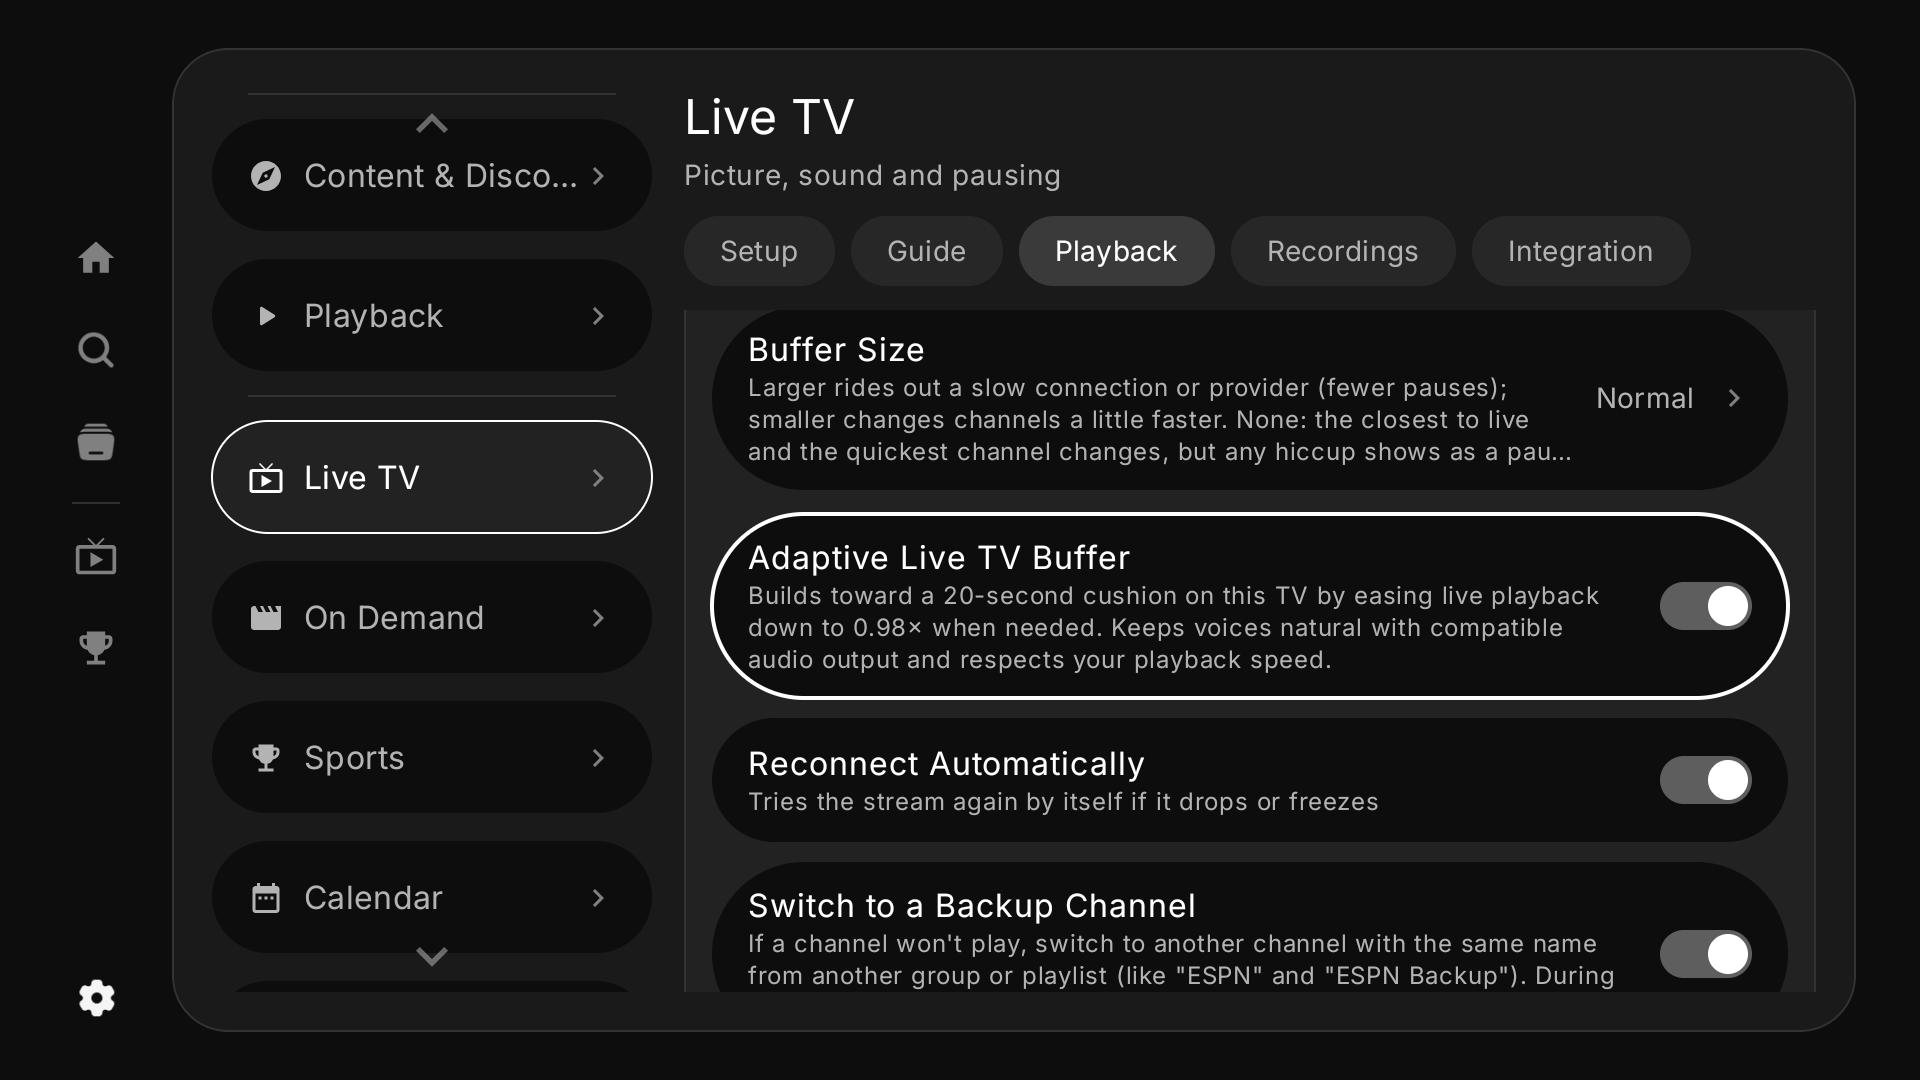 Content & Disco...
Playback
Live TV
On Demand
Sports
Calendar
Live TV
Picture, sound and pausing
Setup
Guide
Playback
Recordings
Integration
Buffer Size
Larger rides out a slow connection or provider (fewer pauses);
smaller changes channels a little faster. None: the closest to live
and the quickest channel changes, but any hiccup shows as a pau...
Normal
Adaptive Live TV Buffer
Builds toward a 20-second cushion on this TV by easing live playback
down to 0.98× when needed. Keeps voices natural with compatible
audio output and respects your playback speed.
Reconnect Automatically
Tries the stream again by itself if it drops or freezes
Switch to a Backup Channel
If a channel won't play, switch to another channel with the same name
from another group or playlist (like "ESPN" and "ESPN Backup"). During